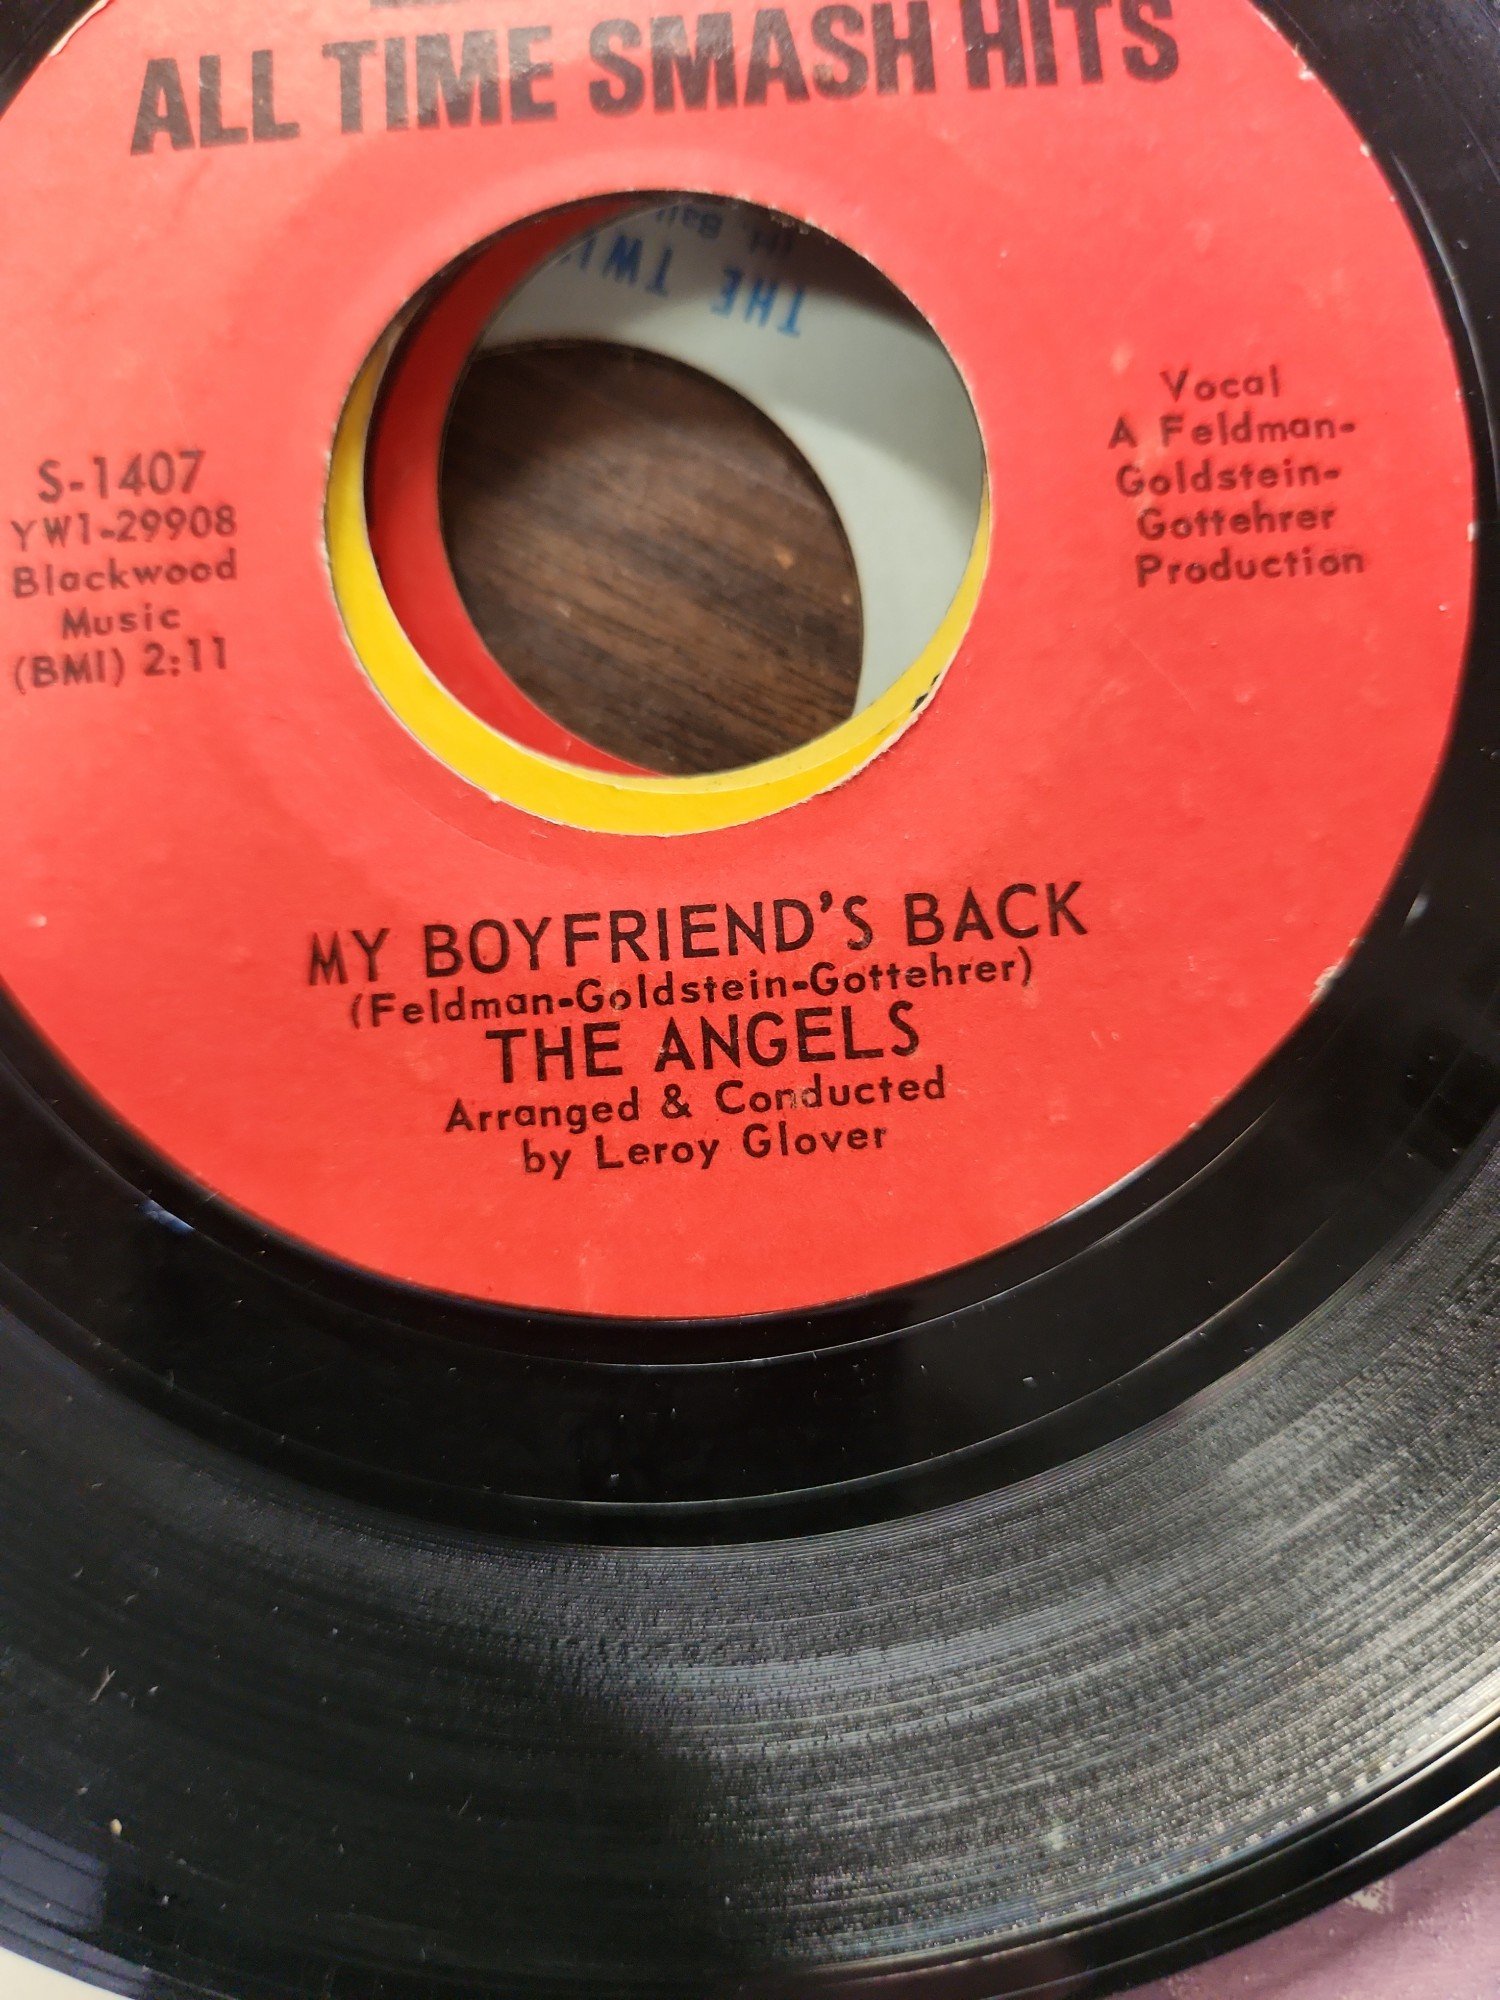 ALL TIME SMASH HITS
S-1407
YW1-29908
Blackwood
Music
(BMI) 2:11
Vocal
A Feldman-
Goldstein-
Gottehrer
Production
THE
MY BOYFRIEND'S BACK
(Feldman-Goldstein-Gottehrer)
THE ANGELS
Arranged & Conducted
by Leroy Glover